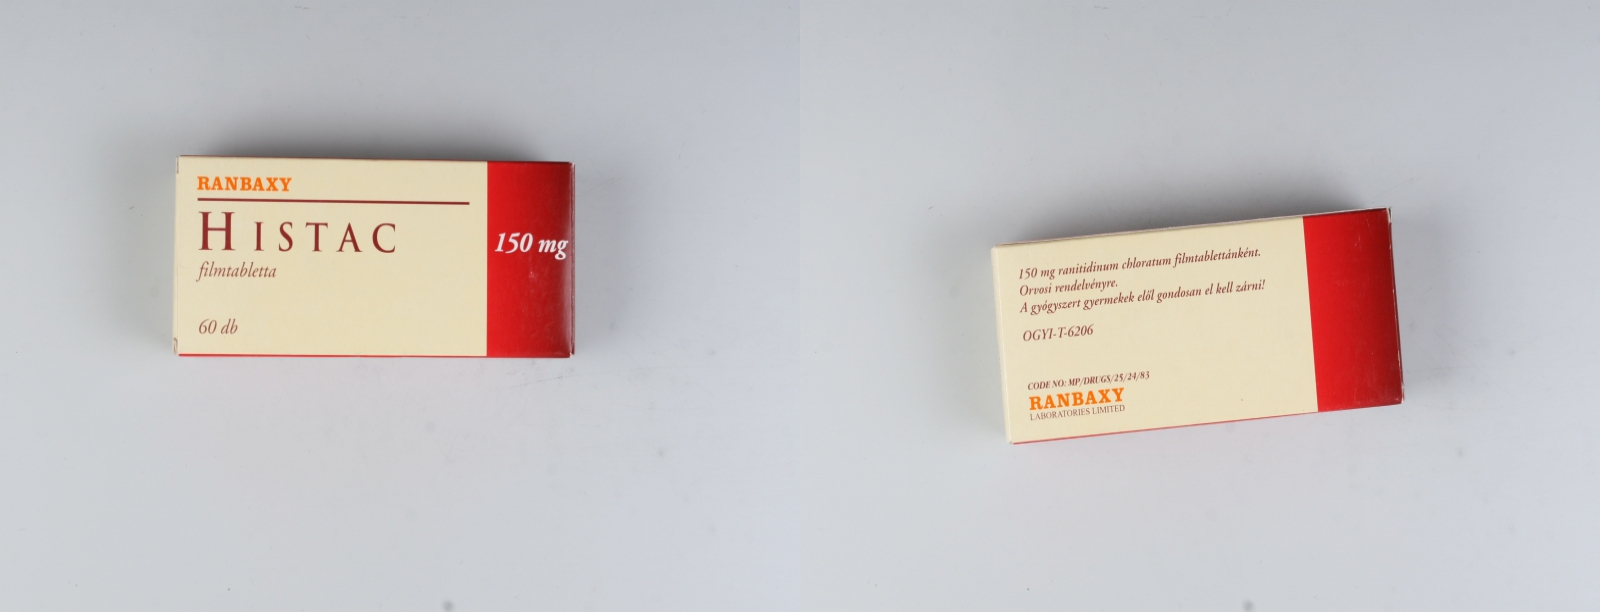 RANBAXY
HISTAC
filmtabletta
60 db
150 mg
150 mg ranitidinum chloratum filmtablettánként.
Orvosi rendelvényre.
A gyógyszert gyermekek elől gondosan el kell zárni!
OGYI-T-6206
CODE NO: MP/DRUGS/25/24/83
RANBAXY
LABORATORIES LIMITED